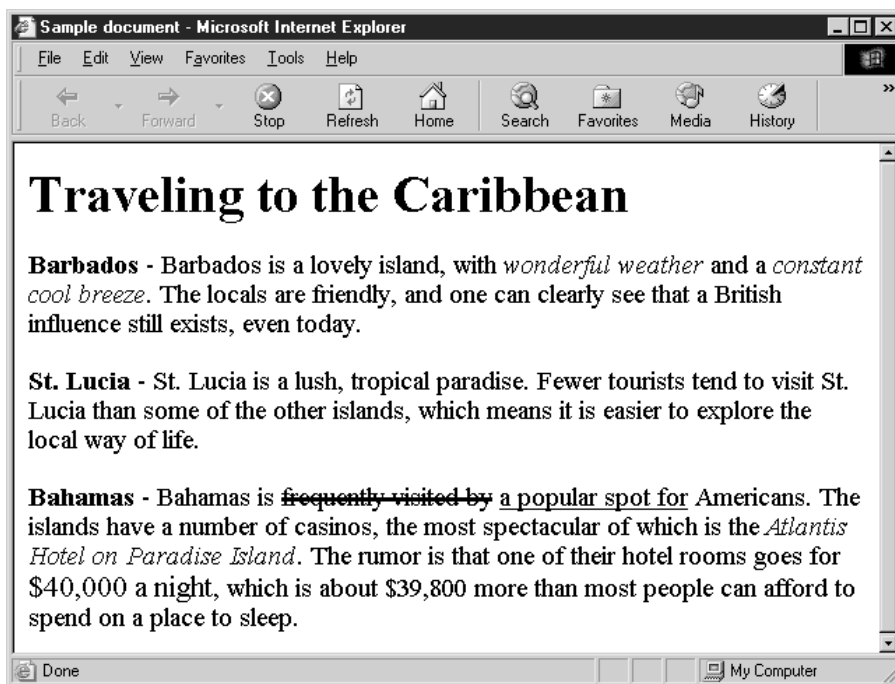 Sample document - Microsoft Internet Explorer
File Edit View Favorites Tools Help
»
Back Forward Stop Refresh Home Search Favorites Media History
Traveling to the Caribbean
Barbados - Barbados is a lovely island, with wonderful weather and a constant
cool breeze. The locals are friendly, and one can clearly see that a British
influence still exists, even today.
St. Lucia - St. Lucia is a lush, tropical paradise. Fewer tourists tend to visit St.
Lucia than some of the other islands, which means it is easier to explore the
local way of life.
Bahamas - Bahamas is frequently visited by a popular spot for Americans. The
islands have a number of casinos, the most spectacular of which is the Atlantis
Hotel on Paradise Island. The rumor is that one of their hotel rooms goes for
$40,000 a night, which is about $39,800 more than most people can afford to
spend on a place to sleep.
Done My Computer